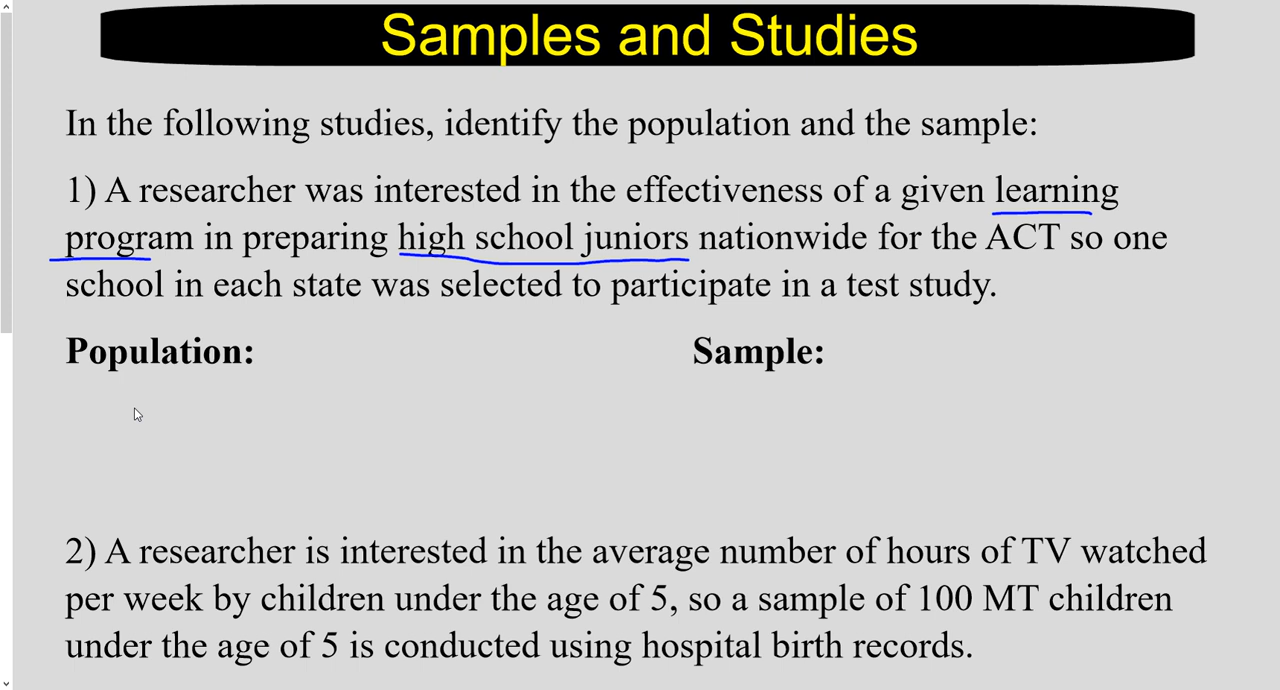 Samples and Studies
In the following studies, identify the population and the sample:
1) A researcher was interested in the effectiveness of a given learning
program in preparing high school juniors nationwide for the ACT so one
school in each state was selected to participate in a test study.
Population: Sample:
2) A researcher is interested in the average number of hours of TV watched
per week by children under the age of 5, so a sample of 100 MT children
under the age of 5 is conducted using hospital birth records.